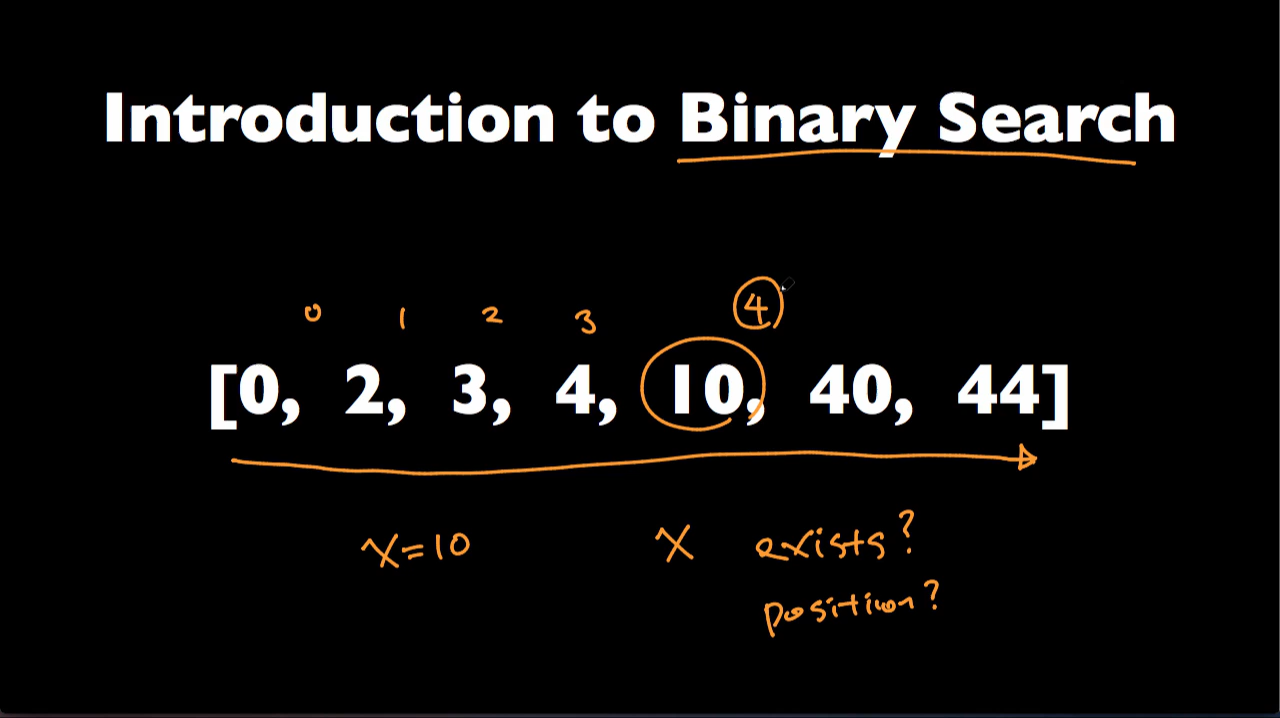 Introduction to Binary Search
0 1 2 3 4
[0, 2, 3, 4, 10, 40, 44]
x=10 x exists?
position?